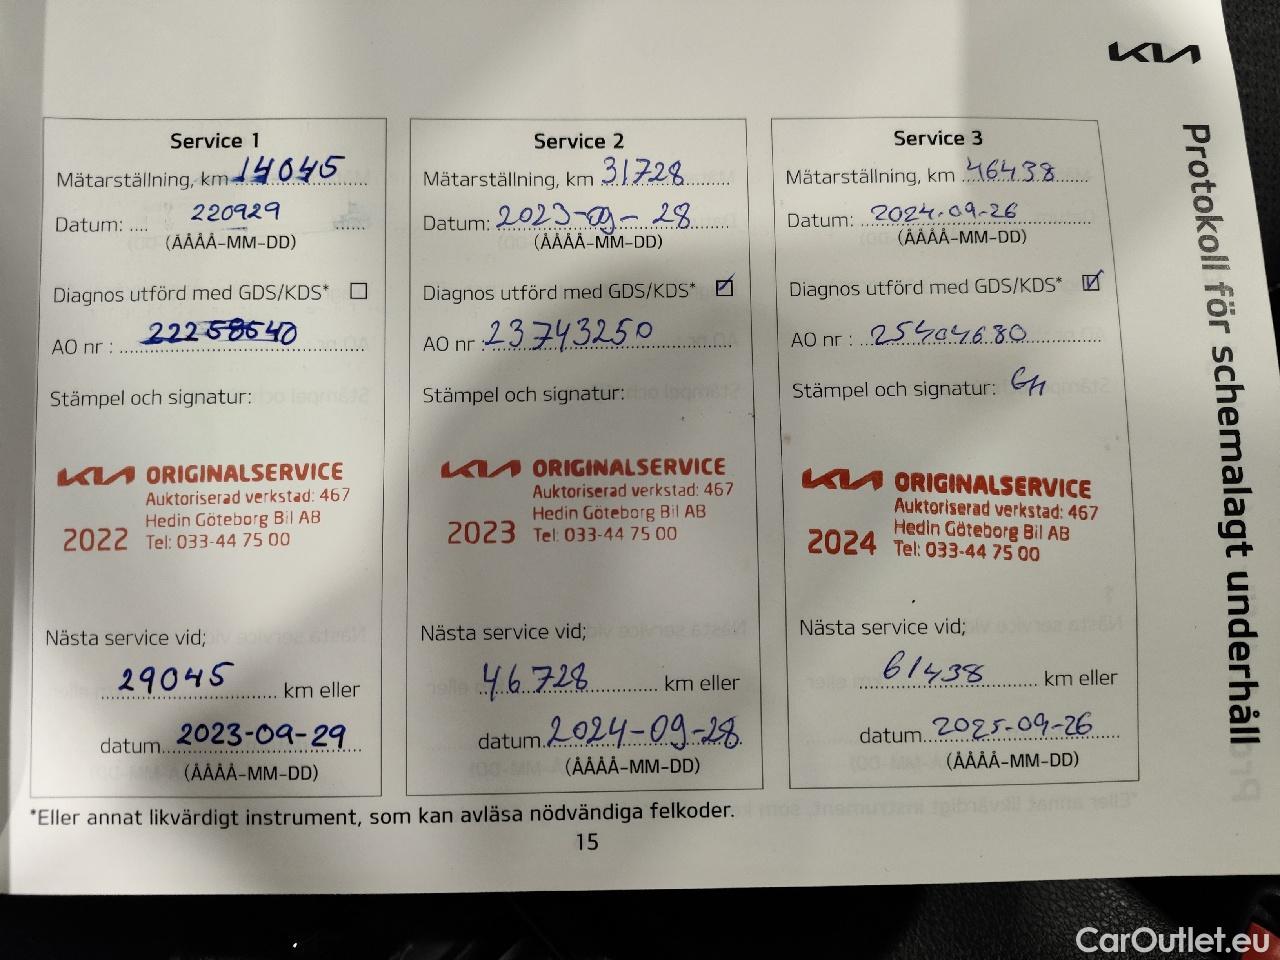 KIA
Protokoll för schemalagt underhåll
Service 1
Mätarställning, km 14045
Datum: 220929
(ÅÅÅÅ-MM-DD)
Diagnos utförd med GDS/KDS* ☐
AO nr : 22258640
Stämpel och signatur:
KIA ORIGINALSERVICE
Auktoriserad verkstad: 467
Hedin Göteborg Bil AB
2022 Tel: 033-44 75 00
Nästa service vid;
29045 km eller
datum 2023-09-29
(ÅÅÅÅ-MM-DD)
Service 2
Mätarställning, km 31728
Datum: 2023-09-28
(ÅÅÅÅ-MM-DD)
Diagnos utförd med GDS/KDS* ☑
AO nr : 23743250
Stämpel och signatur:
KIA ORIGINALSERVICE
Auktoriserad verkstad: 467
Hedin Göteborg Bil AB
2023 Tel: 033-44 75 00
Nästa service vid;
46728 km eller
datum 2024-09-28
(ÅÅÅÅ-MM-DD)
Service 3
Mätarställning, km 46438
Datum: 2024-09-26
(ÅÅÅÅ-MM-DD)
Diagnos utförd med GDS/KDS* ☑
AO nr : 25404680
Stämpel och signatur:
KIA ORIGINALSERVICE
Auktoriserad verkstad: 467
Hedin Göteborg Bil AB
2024 Tel: 033-44 75 00
Nästa service vid;
61438 km eller
datum 2025-09-26
(ÅÅÅÅ-MM-DD)
*Eller annat likvärdigt instrument, som kan avläsa nödvändiga felkoder.
15
CarOutlet.eu